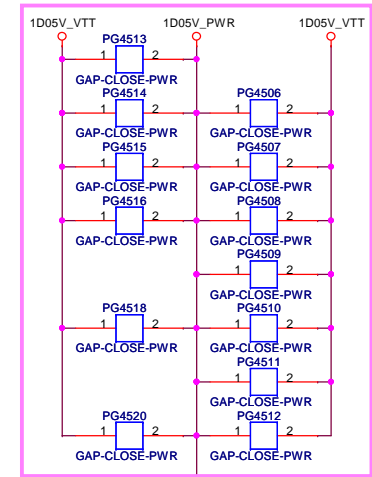 1D05V_VTT 1D05V_PWR 1D05V_VTT
PG4513
1 2
GAP-CLOSE-PWR
PG4514 PG4506
1 2 1 2
GAP-CLOSE-PWR GAP-CLOSE-PWR
PG4515 PG4507
1 2 1 2
GAP-CLOSE-PWR GAP-CLOSE-PWR
PG4516 PG4508
1 2 1 2
GAP-CLOSE-PWR GAP-CLOSE-PWR
PG4509
1 2
GAP-CLOSE-PWR
PG4518 PG4510
1 2 1 2
GAP-CLOSE-PWR GAP-CLOSE-PWR
PG4511
1 2
GAP-CLOSE-PWR
PG4520 PG4512
1 2 1 2
GAP-CLOSE-PWR GAP-CLOSE-PWR